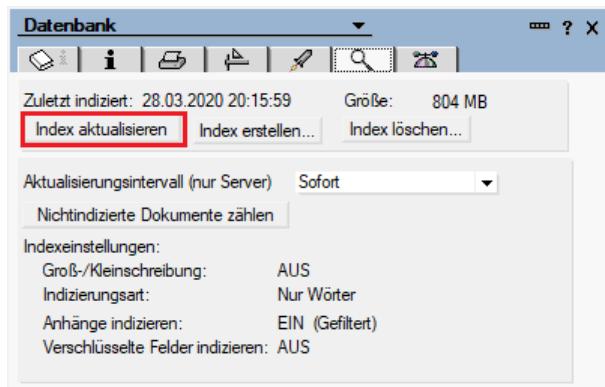 Datenbank ? X
i i
Zuletzt indiziert: 28.03.2020 20:15:59 Größe: 804 MB
Index aktualisieren Index erstellen... Index löschen...
Aktualisierungsintervall (nur Server) Sofort
Nichtindizierte Dokumente zählen
Indexeinstellungen:
Groß-/Kleinschreibung: AUS
Indizierungsart: Nur Wörter
Anhänge indizieren: EIN (Gefiltert)
Verschlüsselte Felder indizieren: AUS